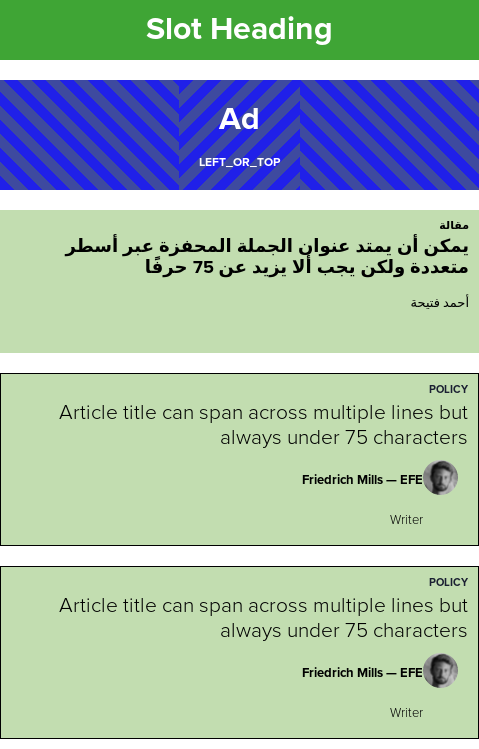 Slot Heading
Ad
LEFT_OR_TOP
مقالة
يمكن أن يمتد عنوان الجملة المحفزة عبر أسطر
متعددة ولكن يجب ألا يزيد عن 75 حرفًا
أحمد فتيحة
POLICY
Article title can span across multiple lines but
always under 75 characters
Friedrich Mills — EFE
Writer
POLICY
Article title can span across multiple lines but
always under 75 characters
Friedrich Mills — EFE
Writer